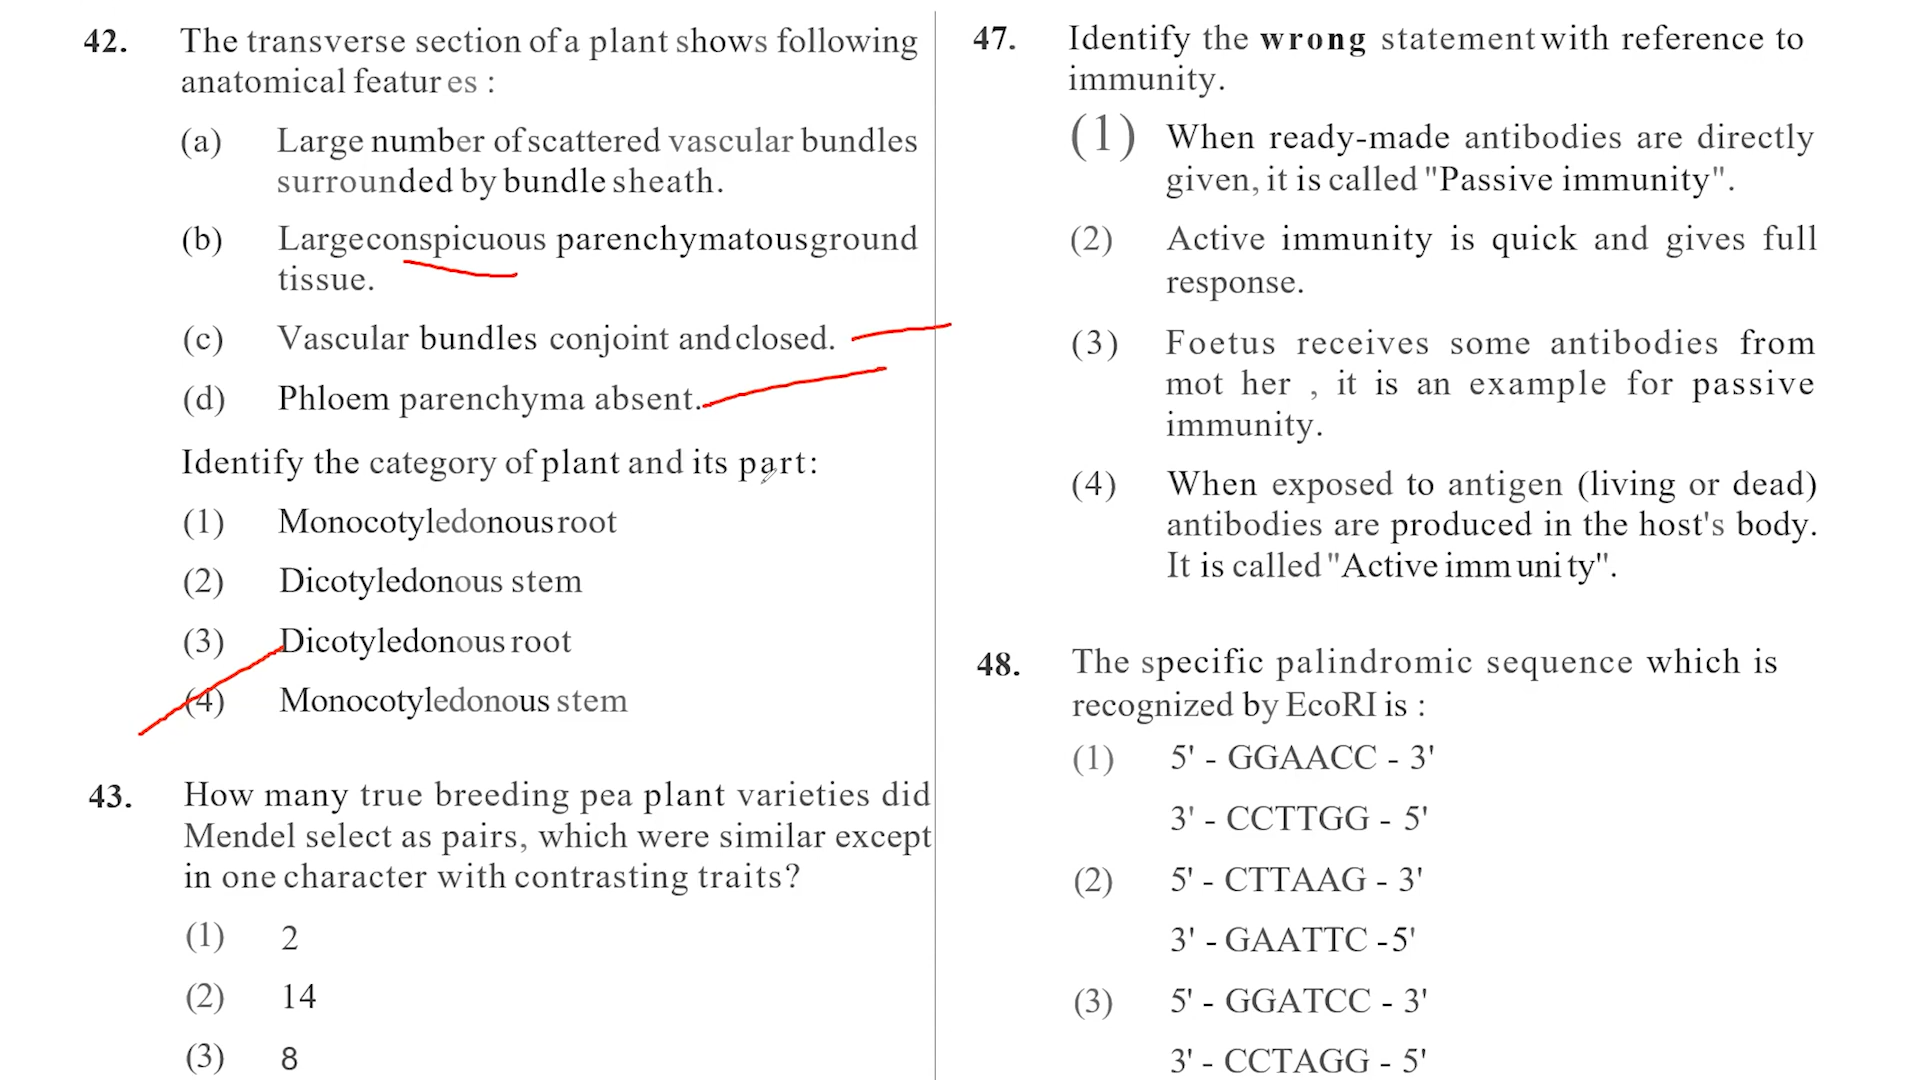 42. The transverse section of a plant shows following
anatomical features :
(a) Large number of scattered vascular bundles
surrounded by bundle sheath.
(b) Large conspicuous parenchymatous ground
tissue.
(c) Vascular bundles conjoint and closed.
(d) Phloem parenchyma absent.
Identify the category of plant and its part:
(1) Monocotyledonous root
(2) Dicotyledonous stem
(3) Dicotyledonous root
(4) Monocotyledonous stem
43. How many true breeding pea plant varieties did
Mendel select as pairs, which were similar except
in one character with contrasting traits?
(1) 2
(2) 14
(3) 8
47. Identify the wrong statement with reference to
immunity.
(1) When ready-made antibodies are directly
given, it is called "Passive immunity".
(2) Active immunity is quick and gives full
response.
(3) Foetus receives some antibodies from
mot her , it is an example for passive
immunity.
(4) When exposed to antigen (living or dead)
antibodies are produced in the host's body.
It is called "Active immunity".
48. The specific palindromic sequence which is
recognized by EcoRI is :
(1) 5' - GGAACC - 3'
3' - CCTTGG - 5'
(2) 5' - CTTAAG - 3'
3' - GAATTC -5'
(3) 5' - GGATCC - 3'
3' - CCTAGG - 5'